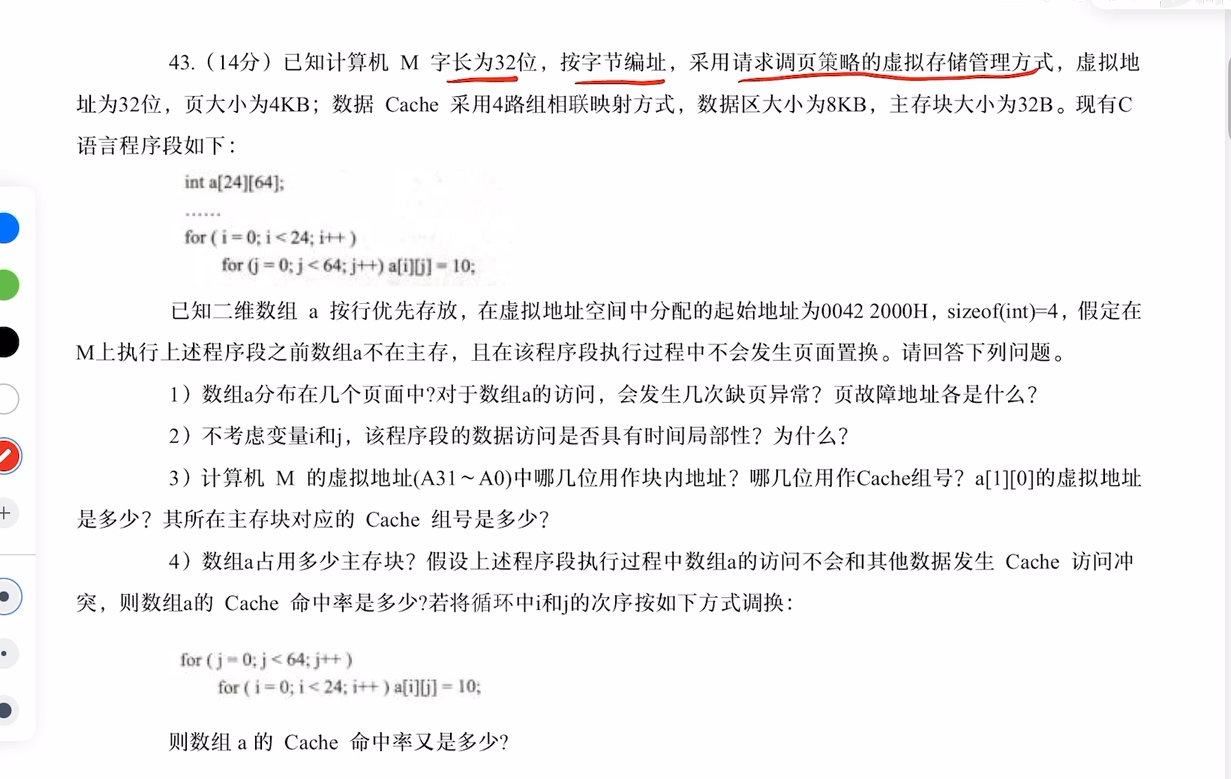 43.（14分）已知计算机 M 字长为32位，按字节编址，采用请求调页策略的虚拟存储管理方式，虚拟地
址为32位，页大小为4KB；数据 Cache 采用4路组相联映射方式，数据区大小为8KB，主存块大小为32B。现有C
语言程序段如下：
int a[24][64];
……
for ( i = 0; i < 24; i++ )
for (j = 0; j < 64; j++) a[i][j] = 10;
已知二维数组 a 按行优先存放，在虚拟地址空间中分配的起始地址为0042 2000H，sizeof(int)=4，假定在
M上执行上述程序段之前数组a不在主存，且在该程序段执行过程中不会发生页面置换。请回答下列问题。
1）数组a分布在几个页面中?对于数组a的访问，会发生几次缺页异常？页故障地址各是什么？
2）不考虑变量i和j，该程序段的数据访问是否具有时间局部性？为什么？
3）计算机 M 的虚拟地址(A31～A0)中哪几位用作块内地址？哪几位用作Cache组号？a[1][0]的虚拟地址
是多少？其所在主存块对应的 Cache 组号是多少？
4）数组a占用多少主存块？假设上述程序段执行过程中数组a的访问不会和其他数据发生 Cache 访问冲
突，则数组a的 Cache 命中率是多少?若将循环中i和j的次序按如下方式调换：
for ( j = 0; j < 64; j++ )
for ( i = 0; i < 24; i++ ) a[i][j] = 10;
则数组 a 的 Cache 命中率又是多少？